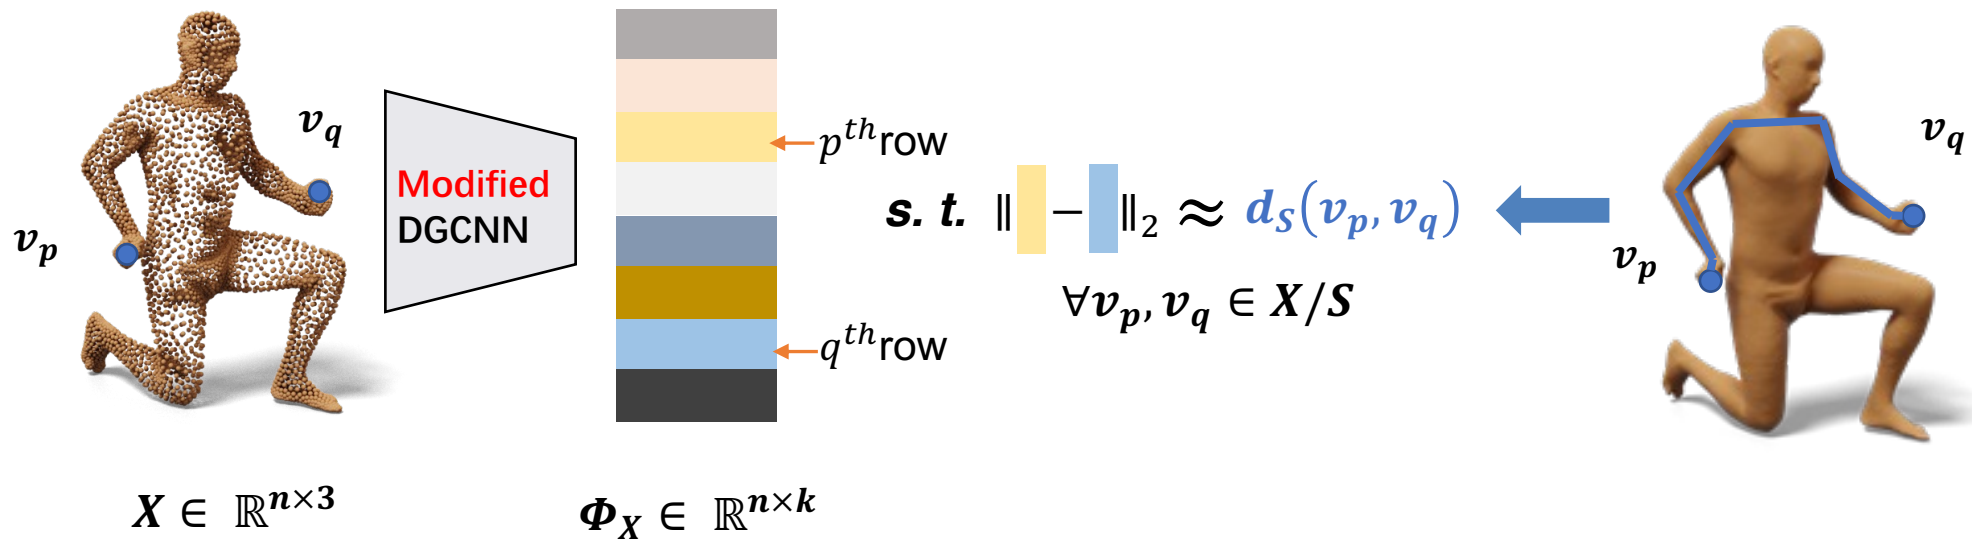 v_p
v_q
X ∈ ℝ^{n×3}
Modified
DGCNN
p^{th}row
q^{th}row
Φ_X ∈ ℝ^{n×k}
s. t. ‖ − ‖_2 ≈ d_S(v_p, v_q)
∀v_p, v_q ∈ X/S
v_p
v_q